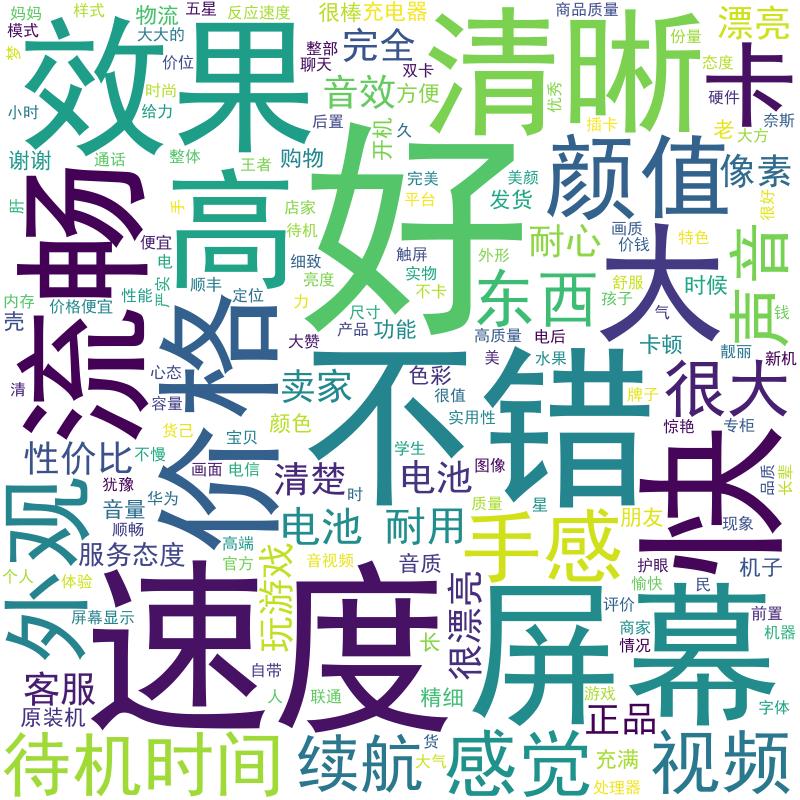 妈妈
样式
五星
反应速度
很棒
充电器
商品质量
份量
漂亮
模式
物流
大大的
整部
完全
态度
梦
效果
价位
聊天
双卡
清晰
卡
时尚
音效
方便
优秀
硬件
小时
给力
后置
开机
久
插卡
老
大方
奈斯
谢谢
通话
整体
王者
购物
好
完美
美颜
颜值
像素
流畅
肝
高
手
店家
平台
发货
画质
很好
待机
耐心
价钱
特色
声音
便宜
电
细致
触屏
外形
大
产央
顺丰
亮度
实物
东西
舒服
时候
内存
价格便宜
性能
定位
力
不卡
孩子
气
钱
壳
价格
尺寸
产品
功能
高质量
电后
卡顿
靓丽
新机
大赞
美
水果
清
心态
不错
色彩
很大
容量
卖家
很值
牌子
货己
颜色
实用性
惊艳
专柜
性价比
不慢
宝贝
学生
快
犹豫
画面
电信
清楚
电池
图像
品质
长辈
外观
音量
华为
时
质量
星
顺畅
电池
耐用
手感
朋友
现象
服务态度
高端
官方
音视频
音质
护眼
机子
个人
体验
玩游戏
愉快
民
速度
很漂亮
屏幕
屏幕显示
评价
前置
长
商家
机器
客服
自带
情况
原装机
人
联通
精细
游戏
正品
字体
待机时间
续航
货
大气
感觉
充满
处理器
视频